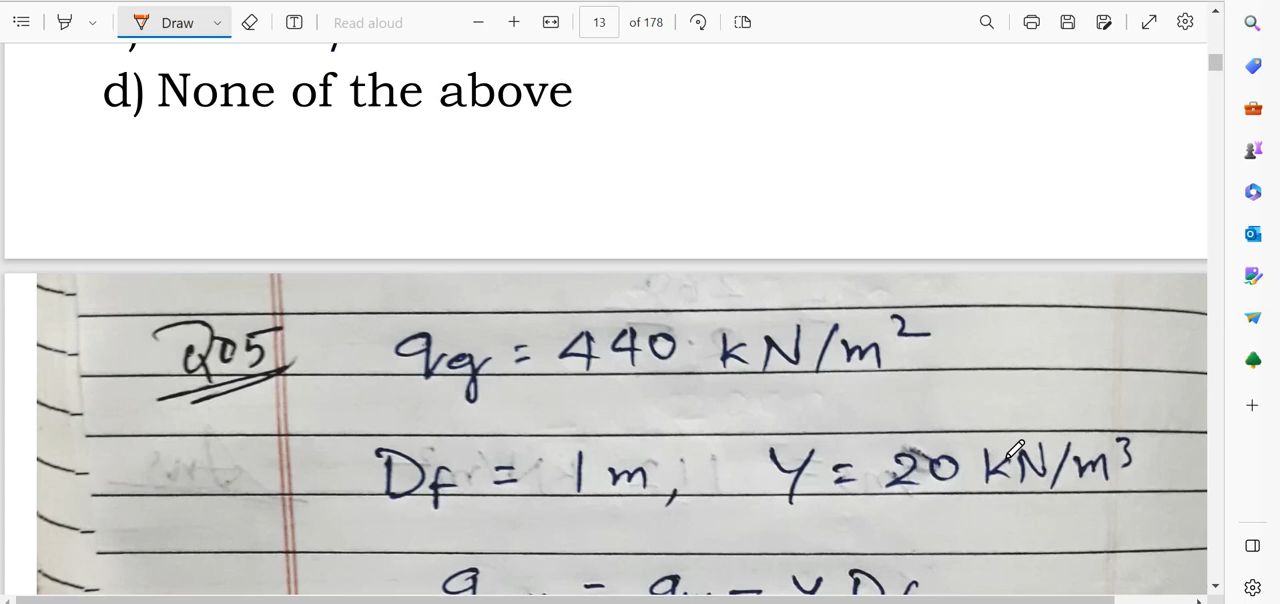 Draw
Read aloud
13 of 178
d) None of the above
Q05 qg = 440 kN/m²
Df = 1 m, γ = 20 kN/m³